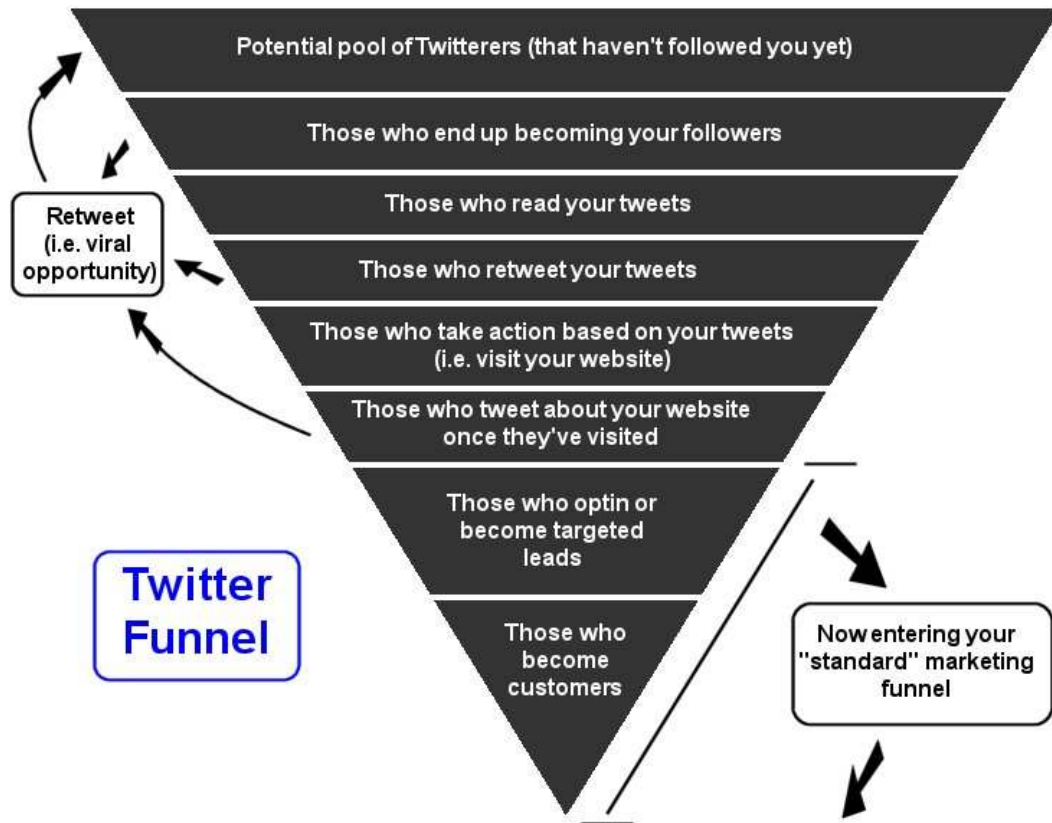 Potential pool of Twitterers (that haven't followed you yet)
Those who end up becoming your followers
Those who read your tweets
Retweet
(i.e. viral
opportunity)
Those who retweet your tweets
Those who take action based on your tweets
(i.e. visit your website)
Those who tweet about your website
once they've visited
Those who optin or
become targeted
leads
Twitter
Funnel
Those who
become
customers
Now entering your
"standard" marketing
funnel